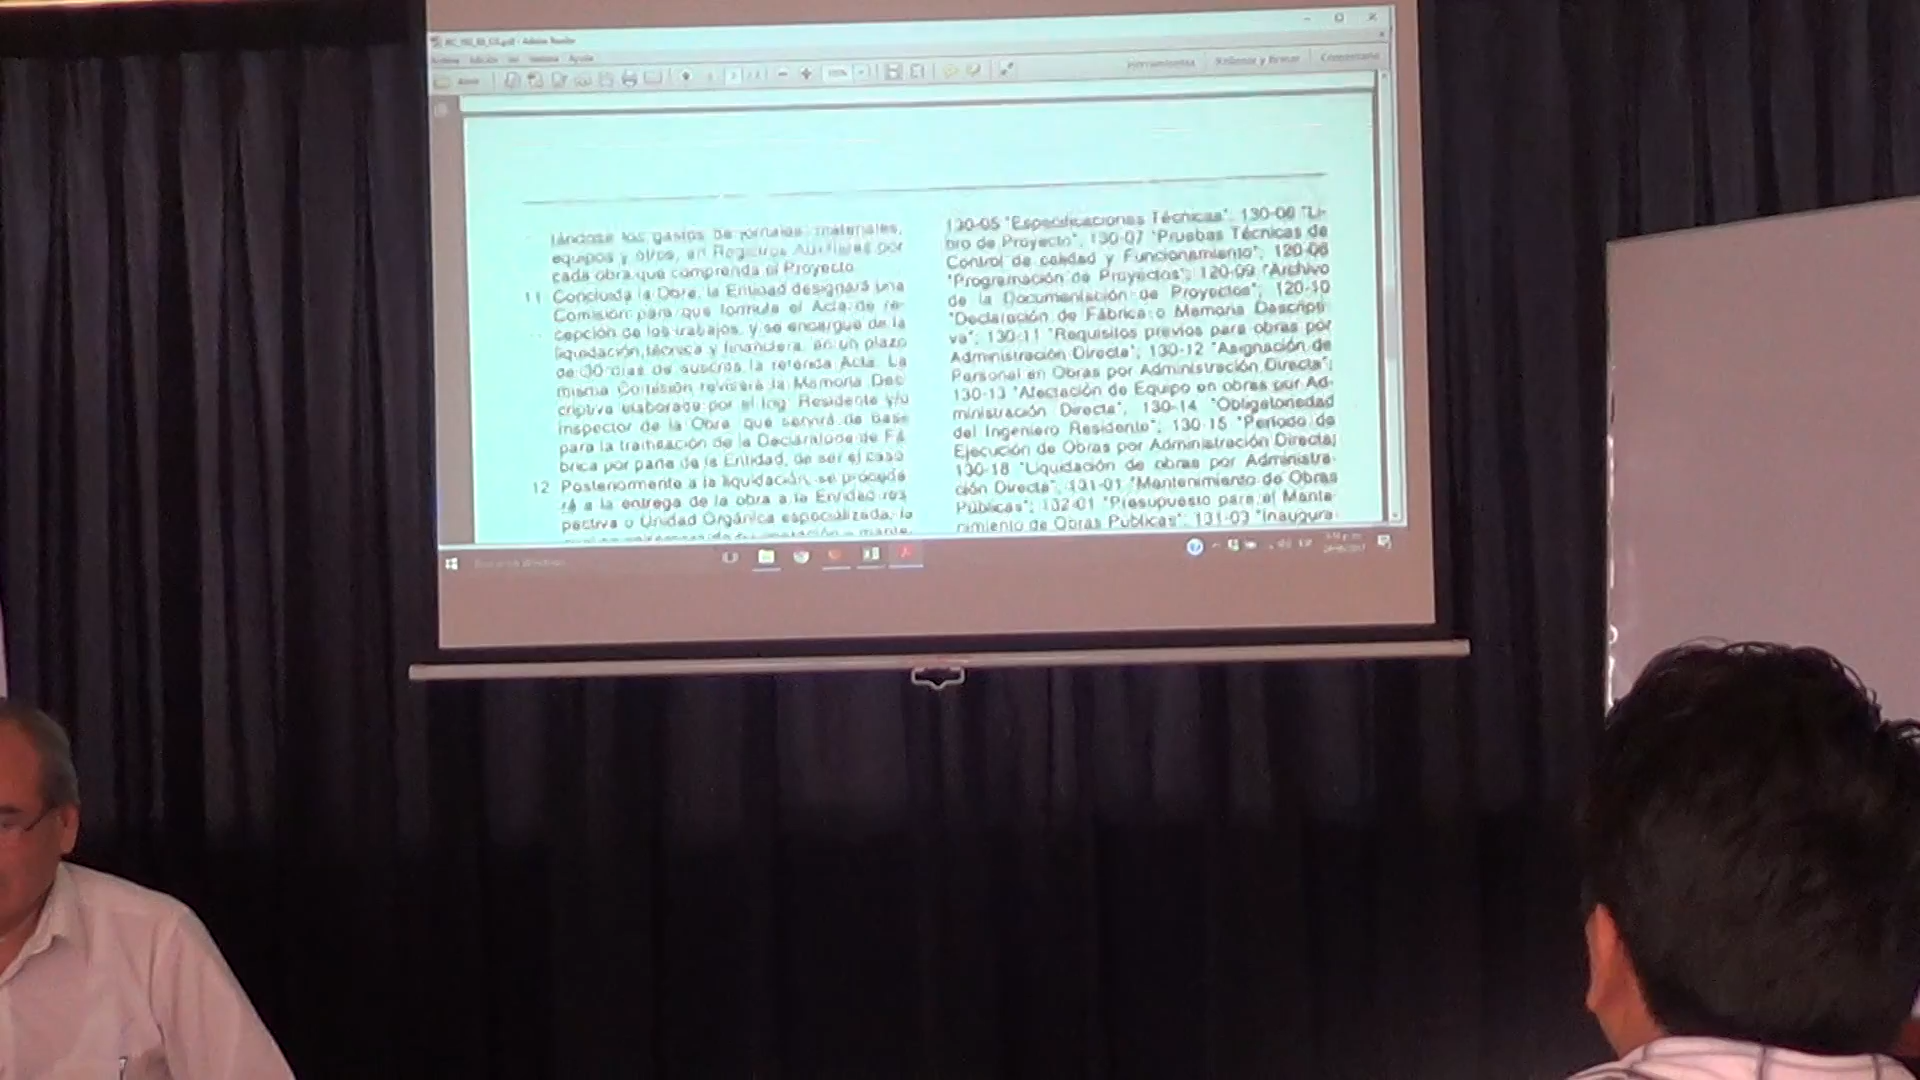 Adobe Reader
Edición Ver Ventana Ayuda
Herramientas Rellenar y firmar Comentario
tándose los gastos de jornales, materiales,
equipos y otros, en Registros Auxiliares por
cada obra que comprenda el Proyecto
11 Concluida la Obra, la Entidad designará una
Comisión para que formule el Acta de re-
cepción de los trabajos, y se encargue de la
liquidación técnica y financiera, en un plazo
de 30 días de suscrita la referida Acta. La
misma Comisión revisará la Memoria Des-
criptiva elaborada por el Ing. Residente y/o
Inspector de la Obra, que servirá de base
para la tramitación de la Declaratoria de Fá-
brica por parte de la Entidad, de ser el caso
12 Posteriormente a la liquidación, se procede
rá a la entrega de la obra a la Entidad res
pectiva o Unidad Orgánica especializada, la
130-05 "Especificaciones Técnicas", 130-06 "Li-
bro de Proyecto", 130-07 "Pruebas Técnicas de
Control de calidad y Funcionamiento"; 120-08
"Programación de Proyectos"; 120-09 "Archivo
de la Documentación de Proyectos"; 120-10
"Declaración de Fábrica o Memoria Descripti-
va"; 130-11 "Requisitos previos para obras por
Administración Directa"; 130-12 "Asignación de
Personal en Obras por Administración Directa";
130-13 "Afectación de Equipo en obras por Ad-
ministración Directa", 130-14 "Obligatoriedad
del Ingeniero Residente"; 130-15 "Período de
Ejecución de Obras por Administración Directa;
130-18 "Liquidación de obras por Administra-
ción Directa", 131-01 "Mantenimiento de Obras
Públicas"; 132-01 "Presupuesto para el Mante-
nimiento de Obras Públicas"; 131-03 "Inaugura-